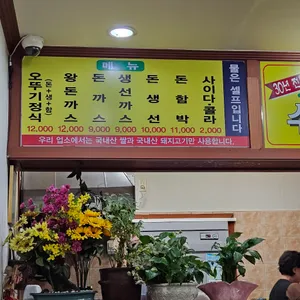 메뉴
오뚜기정식 (돈+생+함) 12,000
왕돈까스 12,000
돈까스 9,000
생선까스 9,000
돈생선 10,000
돈함박 11,000
사이다콜라 2,000
물은 셀프입니다
우리 업소에서는 국내산 쌀과 국내산 돼지고기만 사용합니다.
30년 전